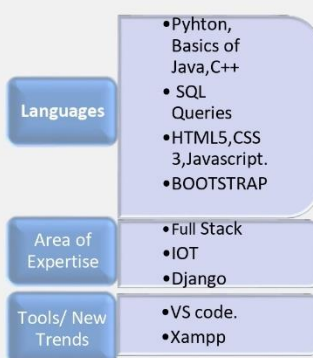 Languages
•Pyhton,
Basics of
Java,C++
• SQL
Queries
•HTML5,CSS
3,Javascript.
•BOOTSTRAP
Area of
Expertise
•Full Stack
•IOT
•Django
Tools/ New
Trends
•VS code.
•Xampp